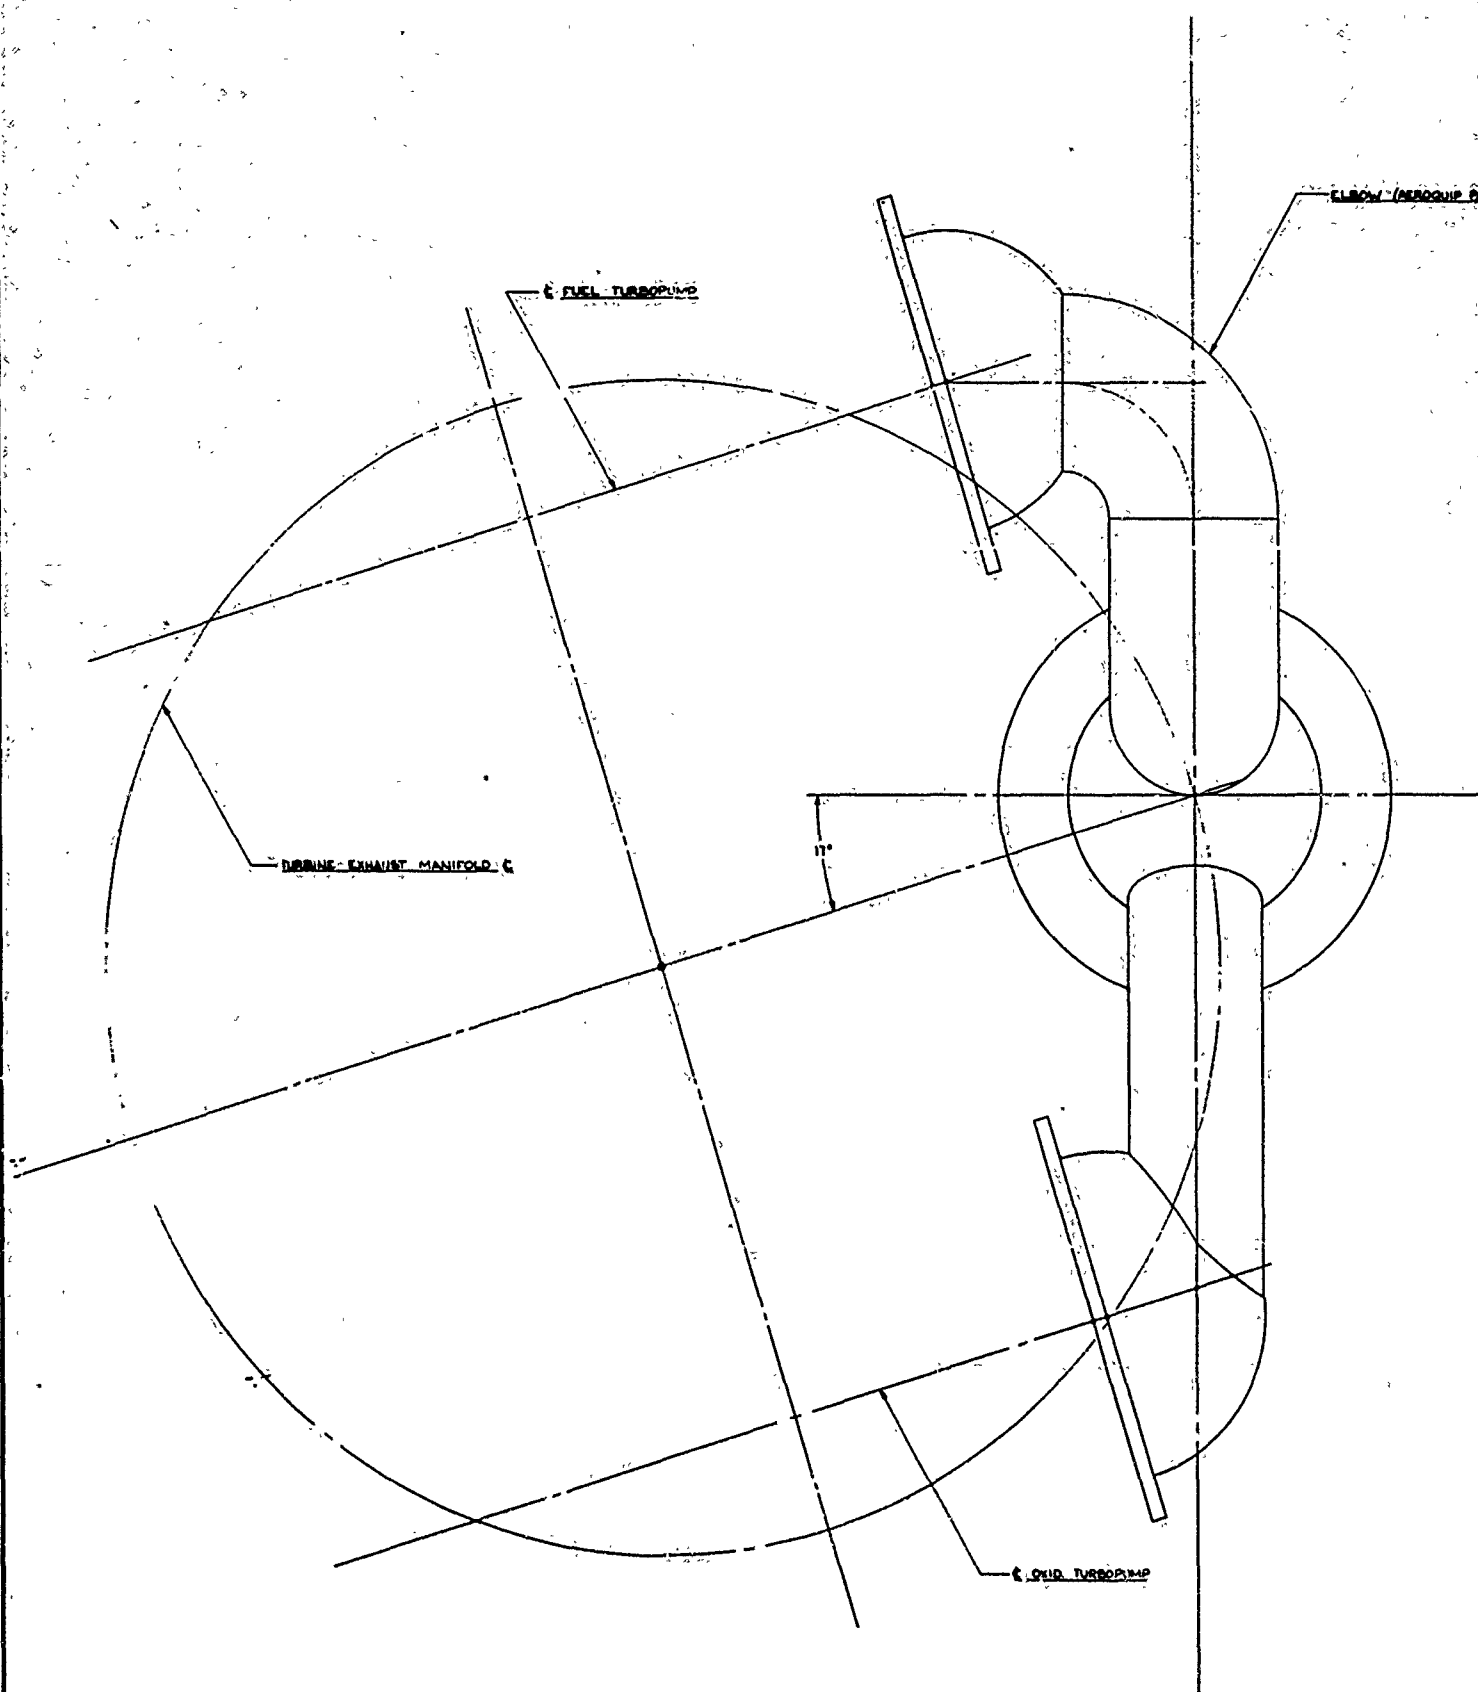 ELBOW (AEROQUIP
℄ FUEL TURBOPUMP
17°
TURBINE EXHAUST MANIFOLD ℄
℄ OXID. TURBOPUMP